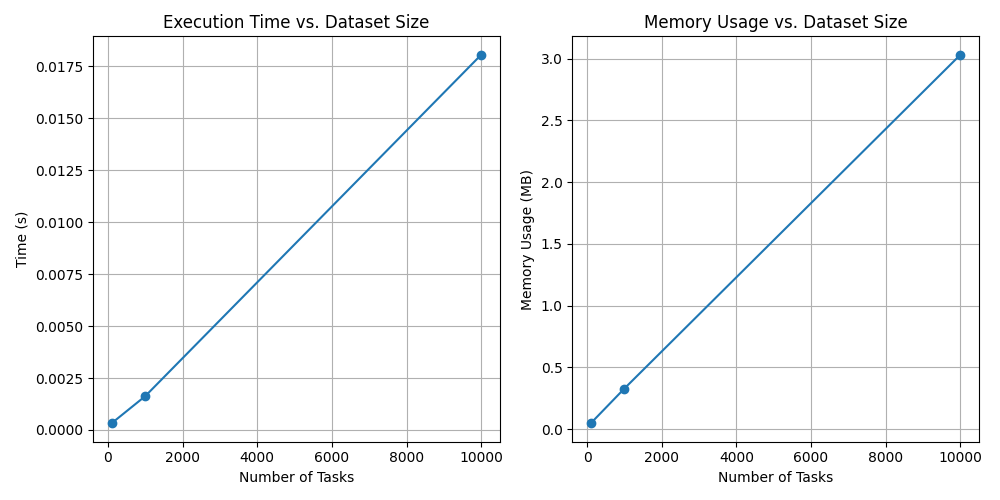 Execution Time vs. Dataset Size
0.0175
0.0150
0.0125
0.0100
0.0075
0.0050
0.0025
0.0000
Time (s)
0 2000 4000 6000 8000 10000
Number of Tasks
Memory Usage vs. Dataset Size
3.0
2.5
2.0
1.5
1.0
0.5
0.0
Memory Usage (MB)
0 2000 4000 6000 8000 10000
Number of Tasks